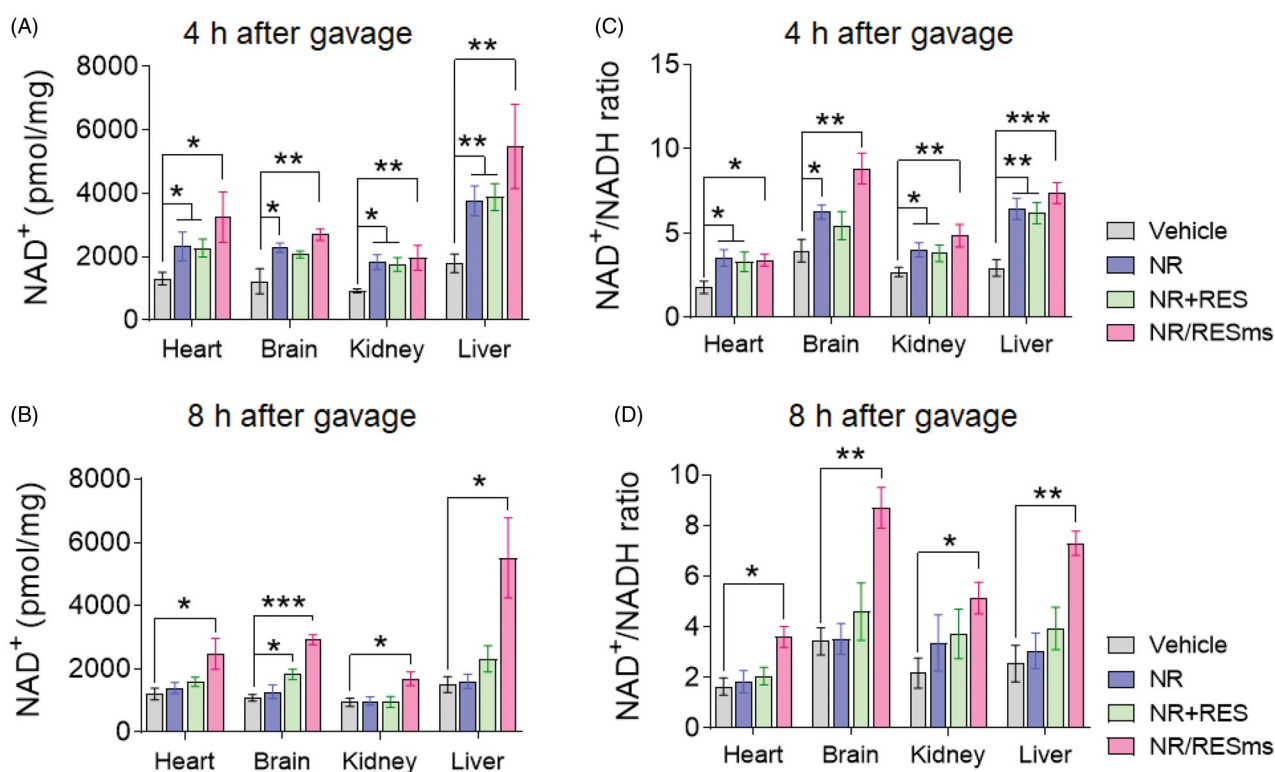 (A)
4 h after gavage
NAD+ (pmol/mg)
8000
6000
4000
2000
0
*
*
**
*
**
*
**
**
Heart Brain Kidney Liver
(C)
4 h after gavage
NAD+/NADH ratio
15
10
5
0
*
*
**
*
**
*
***
**
Heart Brain Kidney Liver
Vehicle
NR
NR+RES
NR/RESms
(B)
8 h after gavage
NAD+ (pmol/mg)
8000
6000
4000
2000
0
*
***
*
*
*
Heart Brain Kidney Liver
(D)
8 h after gavage
NAD+/NADH ratio
10
8
6
4
2
0
*
**
*
**
Heart Brain Kidney Liver
Vehicle
NR
NR+RES
NR/RESms